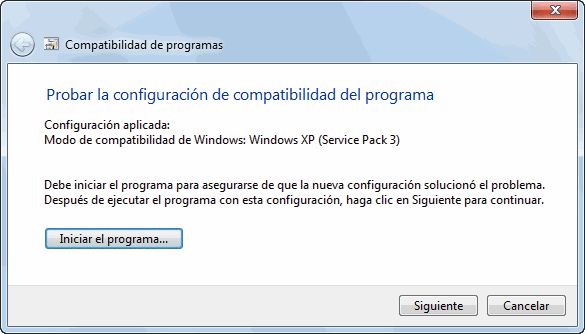 Compatibilidad de programas
Probar la configuración de compatibilidad del programa
Configuración aplicada:
Modo de compatibilidad de Windows: Windows XP (Service Pack 3)
Debe iniciar el programa para asegurarse de que la nueva configuración solucionó el problema.
Después de ejecutar el programa con esta configuración, haga clic en Siguiente para continuar.
Iniciar el programa...
Siguiente
Cancelar